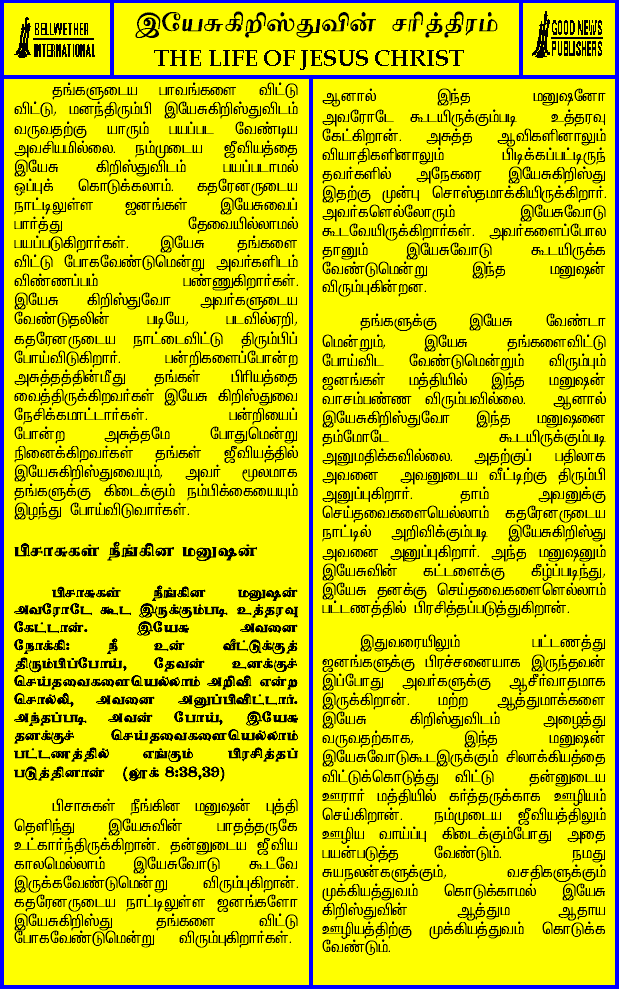 BELLWETHER
INTERNATIONAL
இயேசுகிறிஸ்துவின் சரித்திரம்
THE LIFE OF JESUS CHRIST
GOOD NEWS
PUBLISHERS
தங்களுடைய பாவங்களை விட்டு
விட்டு, மனந்திரும்பி இயேசுகிறிஸ்துவிடம்
வருவதற்கு யாரும் பயப்பட வேண்டிய
அவசியமில்லை. நம்முடைய ஜீவியத்தை
இயேசு கிறிஸ்துவிடம் பயப்படாமல்
ஒப்புக் கொடுக்கலாம். கதரேனருடைய
நாட்டிலுள்ள ஜனங்கள் இயேசுவைப்
பார்த்து தேவையில்லாமல்
பயப்படுகிறார்கள். இயேசு தங்களை
விட்டு போகவேண்டுமென்று அவர்களிடம்
விண்ணப்பம் பண்ணுகிறார்கள்.
இயேசு கிறிஸ்துவோ அவர்களுடைய
வேண்டுதலின் படியே, படவில்ஏறி,
கதரேனருடைய நாட்டைவிட்டு திரும்பிப்
போய்விடுகிறார். பன்றிகளைப்போன்ற
அசுத்தத்தின்மீது தங்கள் பிரியத்தை
வைத்திருக்கிறவர்கள் இயேசு கிறிஸ்துவை
நேசிக்கமாட்டார்கள். பன்றியைப்
போன்ற அசுத்தமே போதுமென்று
நினைக்கிறவர்கள் தங்கள் ஜீவியத்தில்
இயேசுகிறிஸ்துவையும், அவர் மூலமாக
தங்களுக்கு கிடைக்கும் நம்பிக்கையையும்
இழந்து போய்விடுவார்கள்.
பிசாசுகள் நீங்கின மனுஷன்
பிசாசுகள் நீங்கின மனுஷன்
அவரோடே கூட இருக்கும்படி உத்தரவு
கேட்டான். இயேசு அவனை
நோக்கி: நீ உன் வீட்டுக்குத்
திரும்பிப்போய், தேவன் உனக்குச்
செய்தவைகளையெல்லாம் அறிவி என்று
சொல்லி, அவனை அனுப்பிவிட்டார்.
அந்தப்படி அவன் போய், இயேசு
தனக்குச் செய்தவைகளையெல்லாம்
பட்டணத்தில் எங்கும் பிரசித்தப்
படுத்தினான் (லூக் 8:38,39)
பிசாசுகள் நீங்கின மனுஷன் புத்தி
தெளிந்து இயேசுவின் பாதத்தருகே
உட்கார்ந்திருக்கிறான். தன்னுடைய ஜீவிய
காலமெல்லாம் இயேசுவோடு கூடவே
இருக்கவேண்டுமென்று விரும்புகிறான்.
கதரேனருடைய நாட்டிலுள்ள ஜனங்களோ
இயேசுகிறிஸ்து தங்களை விட்டு
போகவேண்டுமென்று விரும்புகிறார்கள்.
ஆனால் இந்த மனுஷனோ
அவரோடே கூடயிருக்கும்படி உத்தரவு
கேட்கிறான். அசுத்த ஆவிகளினாலும்
வியாதிகளினாலும் பிடிக்கப்பட்டிருந்
தவர்களில் அநேகரை இயேசுகிறிஸ்து
இதற்கு முன்பு சொஸ்தமாக்கியிருக்கிறார்.
அவர்களெல்லோரும் இயேசுவோடு
கூடவேயிருக்கிறார்கள். அவர்களைப்போல
தானும் இயேசுவோடு கூடயிருக்க
வேண்டுமென்று இந்த மனுஷன்
விரும்புகின்றன.
தங்களுக்கு இயேசு வேண்டா
மென்றும், இயேசு தங்களைவிட்டு
போய்விட வேண்டுமென்றும் விரும்பும்
ஜனங்கள் மத்தியில் இந்த மனுஷன்
வாசம்பண்ண விரும்பவில்லை. ஆனால்
இயேசுகிறிஸ்துவோ இந்த மனுஷனை
தம்மோடே கூடயிருக்கும்படி
அனுமதிக்கவில்லை. அதற்குப் பதிலாக
அவனை அவனுடைய வீட்டிற்கு திரும்பி
அனுப்புகிறார். தாம் அவனுக்கு
செய்தவைகளையெல்லாம் கதரேனருடைய
நாட்டில் அறிவிக்கும்படி இயேசுகிறிஸ்து
அவனை அனுப்புகிறார். அந்த மனுஷனும்
இயேசுவின் கட்டளைக்கு கீழ்ப்படிந்து,
இயேசு தனக்கு செய்தவைகளைெல்லாம்
பட்டணத்தில் பிரசித்தப்படுத்துகிறான்.
இதுவரையிலும் பட்டணத்து
ஜனங்களுக்கு பிரச்சனையாக இருந்தவன்
இப்போது அவர்களுக்கு ஆசீர்வாதமாக
இருக்கிறான். மற்ற ஆத்துமாக்களை
இயேசு கிறிஸ்துவிடம் அழைத்து
வருவதற்காக, இந்த மனுஷன்
இயேசுவோடுகூடஇருக்கும் சிலாக்கியத்தை
விட்டுக்கொடுத்து விட்டு தன்னுடைய
ஊரார் மத்தியில் கர்த்தருக்காக ஊழியம்
செய்கிறான். நம்முடைய ஜீவியத்திலும்
ஊழிய வாய்ப்பு கிடைக்கும்போது அதை
பயன்படுத்த வேண்டும். நமது
சுயநலன்களுக்கும், வசதிகளுக்கும்
முக்கியத்துவம் கொடுக்காமல் இயேசு
கிறிஸ்துவின் ஆத்தும ஆதாய
ஊழியத்திற்கு முக்கியத்துவம் கொடுக்க
வேண்டும்.